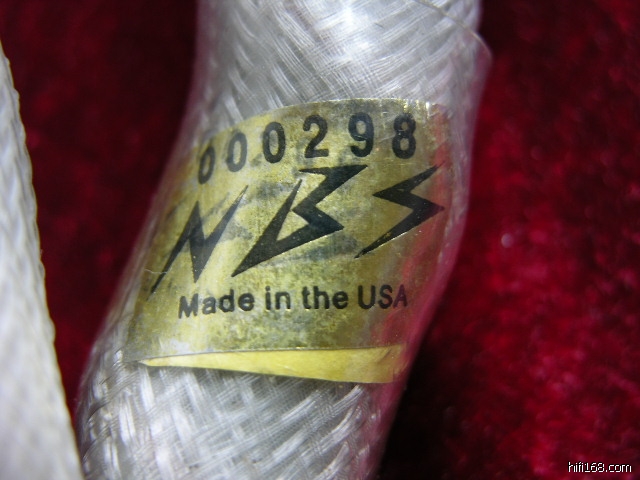 000298
NBS
Made in the USA
hifi168.com